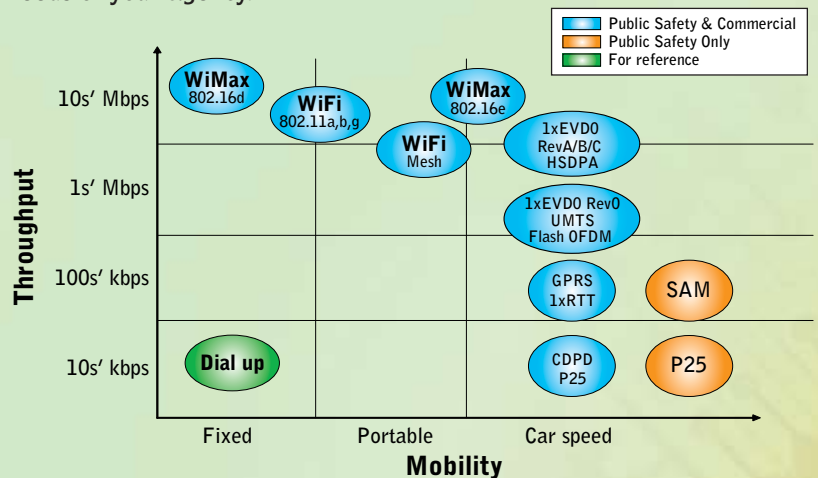 Public Safety & Commercial
Public Safety Only
For reference
Throughput
10s' Mbps
1s' Mbps
100s' kbps
10s' kbps
WiMax
802.16d
WiFi
802.11a,b,g
WiMax
802.16e
WiFi
Mesh
1xEVDO
RevA/B/C
HSDPA
1xEVDO Rev0
UMTS
Flash OFDM
GPRS
1xRTT
SAM
Dial up
CDPD
P25
P25
Fixed
Portable
Car speed
Mobility